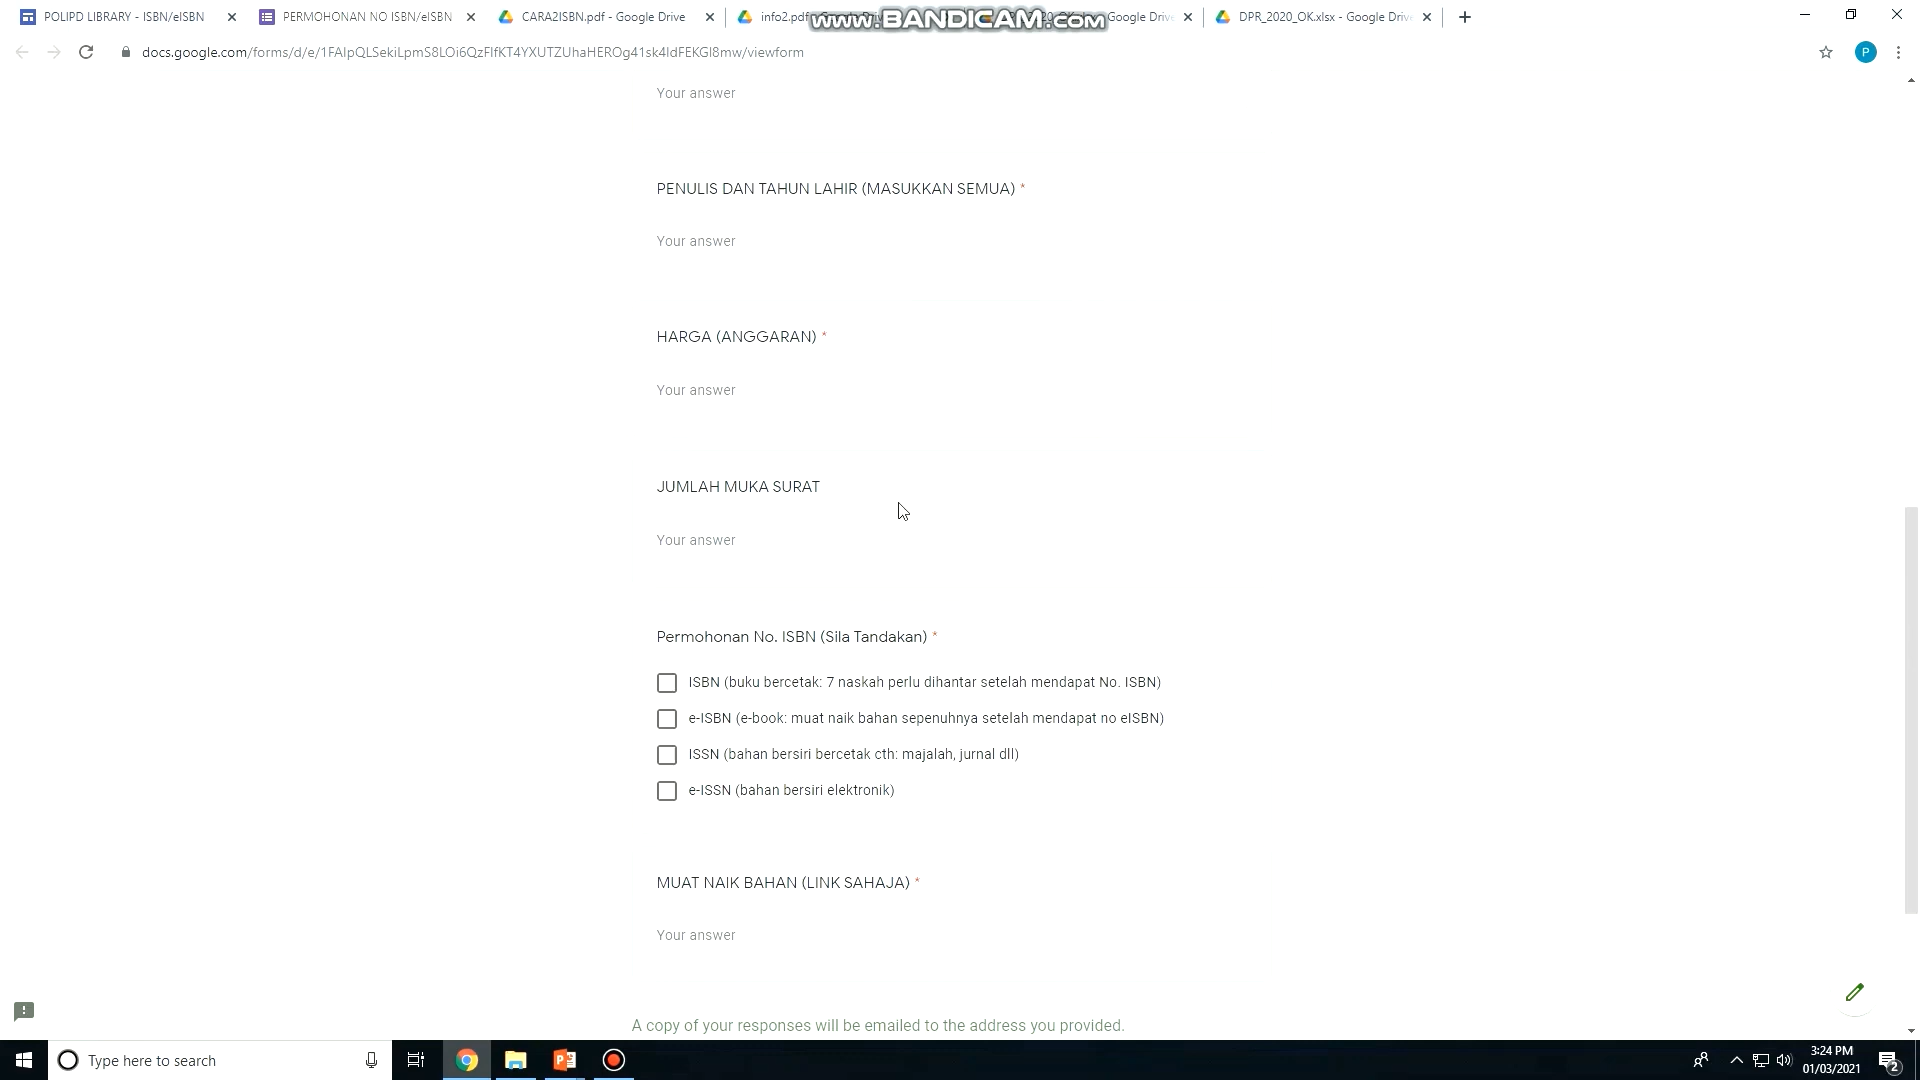 POLIPD LIBRARY - ISBN/eISBN
PERMOHONAN NO ISBN/eISBN
CARA2ISBN.pdf - Google Drive
info2.pdf
www.BANDICAM.com
Google Drive
DPR_2020_OK.xlsx - Google Driv
docs.google.com/forms/d/e/1FAIpQLSekiLpmS8LOi6QzFIfKT4YXUTZUhaHEROg41sk4IdFEKGI8mw/viewform
P
Your answer
PENULIS DAN TAHUN LAHIR (MASUKKAN SEMUA) *
Your answer
HARGA (ANGGARAN) *
Your answer
JUMLAH MUKA SURAT
Your answer
Permohonan No. ISBN (Sila Tandakan) *
ISBN (buku bercetak: 7 naskah perlu dihantar setelah mendapat No. ISBN)
e-ISBN (e-book: muat naik bahan sepenuhnya setelah mendapat no eISBN)
ISSN (bahan bersiri bercetak cth: majalah, jurnal dll)
e-ISSN (bahan bersiri elektronik)
MUAT NAIK BAHAN (LINK SAHAJA) *
Your answer
A copy of your responses will be emailed to the address you provided.
Type here to search
3:24 PM
01/03/2021
2